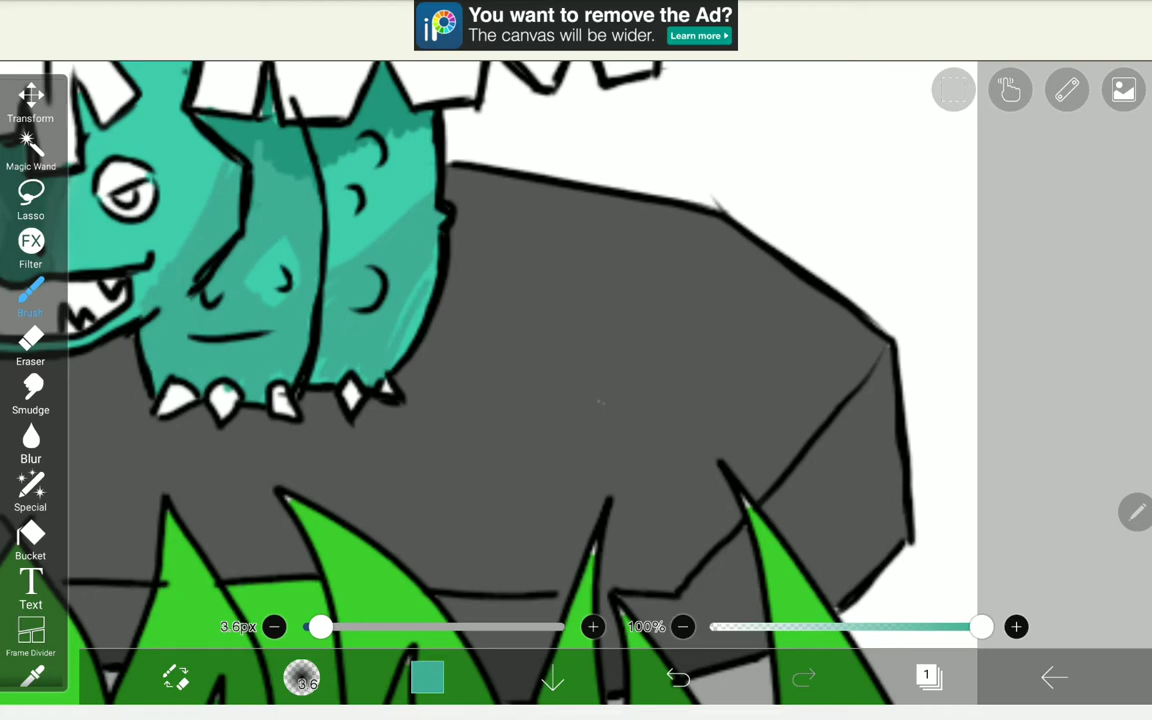 iP
You want to remove the Ad?
The canvas will be wider.
Learn more
Transform
Magic Wand
Lasso
FX
Filter
Brush
Eraser
Smudge
Blur
Special
Bucket
T
Text
Frame Divider
3.6px
100%
3.6
1